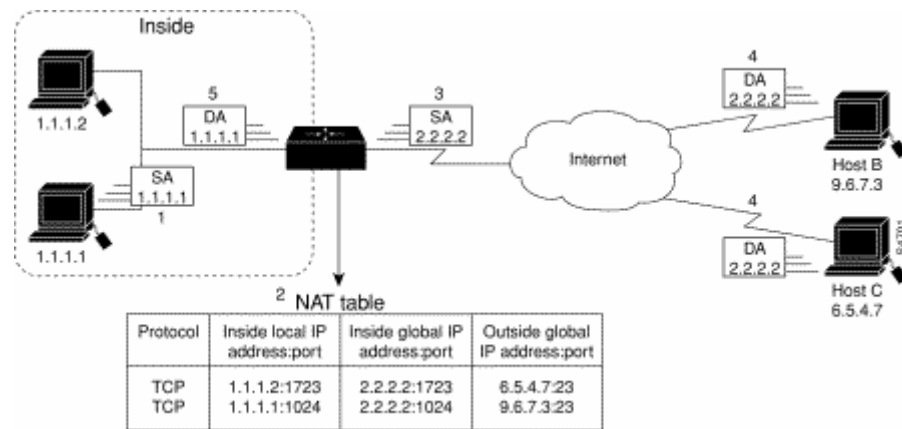 Inside
1.1.1.2
5
DA
1.1.1.1
3
SA
2.2.2.2
Internet
4
DA
2.2.2.2
Host B
9.6.7.3
SA
1.1.1.1
1
1.1.1.1
4
DA
2.2.2.2
Host C
6.5.4.7
2
NAT table
Protocol Inside local IP address:port Inside global IP address:port Outside global IP address:port
TCP 1.1.1.2:1723 2.2.2.2:1723 6.5.4.7:23
TCP 1.1.1.1:1024 2.2.2.2:1024 9.6.7.3:23